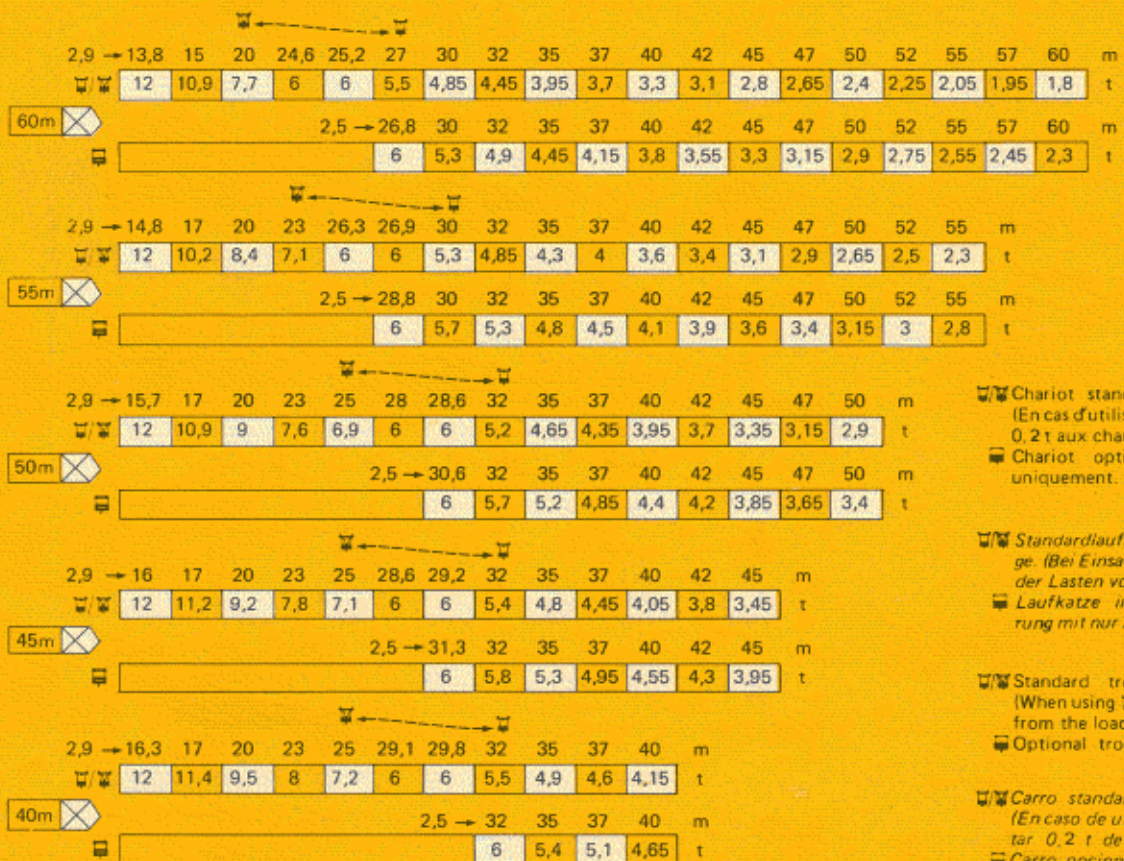 2,9 → 13,8 15 20 24,6 25,2 27 30 32 35 37 40 42 45 47 50 52 55 57 60 m
12 10,9 7,7 6 6 5,5 4,85 4,45 3,95 3,7 3,3 3,1 2,8 2,65 2,4 2,25 2,05 1,95 1,8 t
60m
2,5 → 26,8 30 32 35 37 40 42 45 47 50 52 55 57 60 m
6 5,3 4,9 4,45 4,15 3,8 3,55 3,3 3,15 2,9 2,75 2,55 2,45 2,3 t
2,9 → 14,8 17 20 23 26,3 26,9 30 32 35 37 40 42 45 47 50 52 55 m
12 10,2 8,4 7,1 6 6 5,3 4,85 4,3 4 3,6 3,4 3,1 2,9 2,65 2,5 2,3 t
55m
2,5 → 28,8 30 32 35 37 40 42 45 47 50 52 55 m
6 5,7 5,3 4,8 4,5 4,1 3,9 3,6 3,4 3,15 3 2,8 t
2,9 → 15,7 17 20 23 25 28 28,6 32 35 37 40 42 45 47 50 m
12 10,9 9 7,6 6,9 6 6 5,2 4,65 4,35 3,95 3,7 3,35 3,15 2,9 t
50m
2,5 → 30,6 32 35 37 40 42 45 47 50 m
6 5,7 5,2 4,85 4,4 4,2 3,85 3,65 3,4 t
2,9 → 16 17 20 23 25 28,6 29,2 32 35 37 40 42 45 m
12 11,2 9,2 7,8 7,1 6 6 5,4 4,8 4,45 4,05 3,8 3,45 t
45m
2,5 → 31,3 32 35 37 40 42 45 m
6 5,8 5,3 4,95 4,55 4,3 3,95 t
2,9 → 16,3 17 20 23 25 29,1 29,8 32 35 37 40 m
12 11,4 9,5 8 7,2 6 6 5,5 4,9 4,6 4,15 t
40m
2,5 → 32 35 37 40 m
6 5,4 5,1 4,65 t
Chariot stan
(En cas d'utilis
0,2 t aux cha
Chariot opti
uniquement.
Standardlauf
ge. (Bei Einsa
der Lasten vo
Laufkatze i
rung mit nur
Standard tr
(When using
from the load
Optional tro
Carro standa
(En caso de u
tar 0,2 t de
Carro opcion